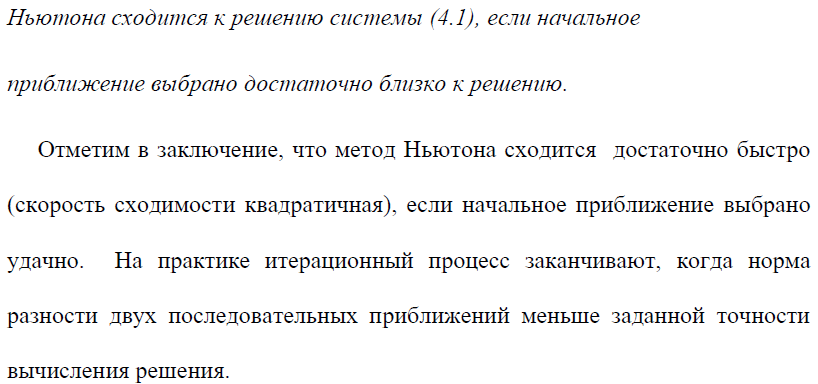 Ньютона сходится к решению системы (4.1), если начальное
приближение выбрано достаточно близко к решению.
Отметим в заключение, что метод Ньютона сходится достаточно быстро
(скорость сходимости квадратичная), если начальное приближение выбрано
удачно. На практике итерационный процесс заканчивают, когда норма
разности двух последовательных приближений меньше заданной точности
вычисления решения.